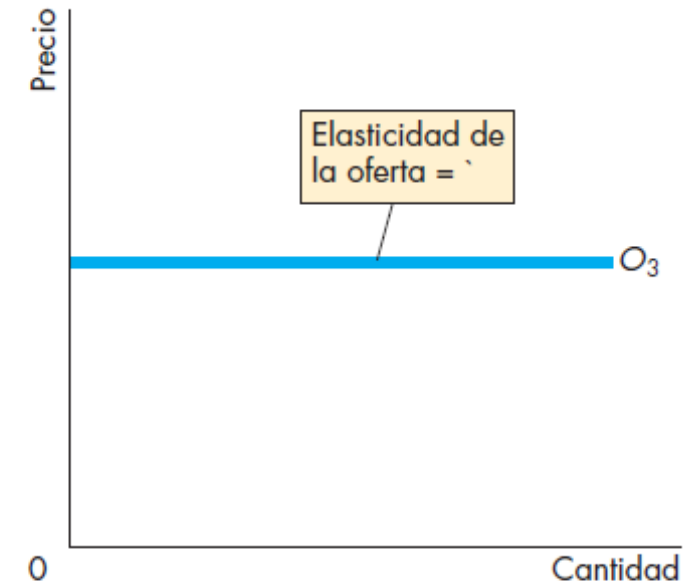 Precio
Elasticidad de
la oferta = `
O₃
0
Cantidad